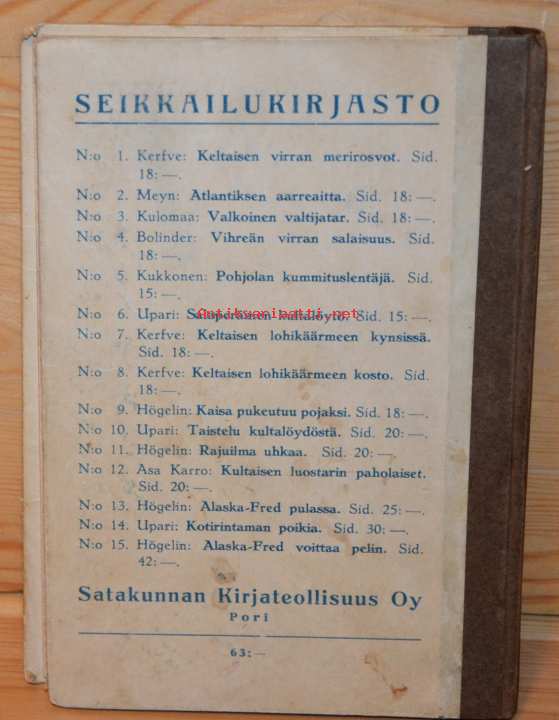 SEIKKAILUKIRJASTO
N:o 1. Kerfve: Keltaisen virran merirosvot. Sid.
18: —.
N:o 2. Meyn: Atlantiksen aarreaitta. Sid. 18: —.
N:o 3. Kulomaa: Valkoinen valtijatar. Sid. 18: —.
N:o 4. Bolinder: Vihreän virran salaisuus. Sid.
18: —.
N:o 5. Kukkonen: Pohjolan kummituslentäjä. Sid.
15: —.
N:o 6. Upari: kultalöytö. Sid. 15: —.
Antikvariaatti.net
N:o 7. Kerfve: Keltaisen lohikäärmeen kynsissä.
Sid. 18: —.
N:o 8. Kerfve: Keltaisen lohikäärmeen kosto. Sid.
18: —.
N:o 9. Högelin: Kaisa pukeutuu pojaksi. Sid. 18: —.
N:o 10. Upari: Taistelu kultalöydöstä. Sid. 20: —.
N:o 11. Högelin: Rajuilma uhkaa. Sid. 20: —.
N:o 12. Asa Karro: Kultaisen luostarin paholaiset.
Sid. 20: —.
N:o 13. Högelin: Alaska-Fred pulassa. Sid. 25: —.
N:o 14. Upari: Kotirintaman poikia. Sid. 30: —.
N:o 15. Högelin: Alaska-Fred voittaa pelin. Sid.
42: —.
Satakunnan Kirjateollisuus Oy
Pori
63: —